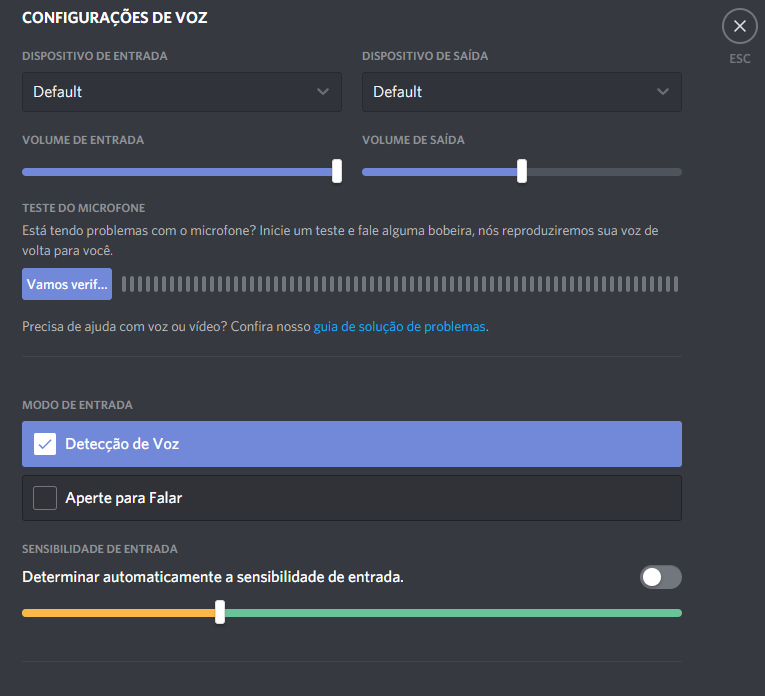 CONFIGURAÇÕES DE VOZ
ESC
DISPOSITIVO DE ENTRADA
DISPOSITIVO DE SAÍDA
Default
Default
VOLUME DE ENTRADA
VOLUME DE SAÍDA
TESTE DO MICROFONE
Está tendo problemas com o microfone? Inicie um teste e fale alguma bobeira, nós reproduziremos sua voz de
volta para você.
Vamos verif...
Precisa de ajuda com voz ou vídeo? Confira nosso guia de solução de problemas.
MODO DE ENTRADA
Detecção de Voz
Aperte para Falar
SENSIBILIDADE DE ENTRADA
Determinar automaticamente a sensibilidade de entrada.